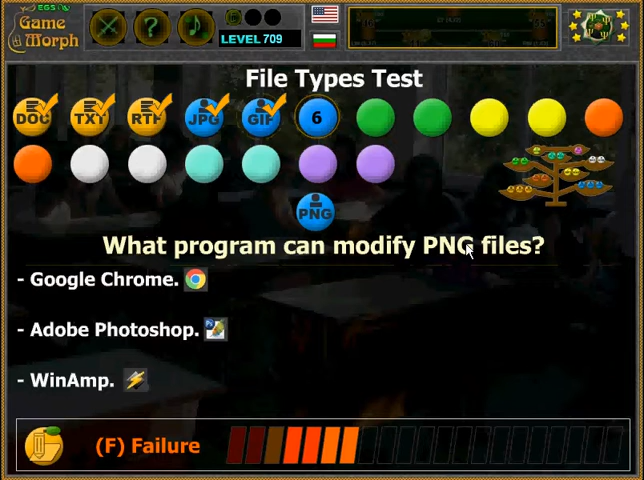 EGS
Game
Morph
?
LEVEL 709
File Types Test
DOC TXT RTF JPG GIF 6
PNG
What program can modify PNG files?
- Google Chrome.
- Adobe Photoshop.
- WinAmp.
(F) Failure